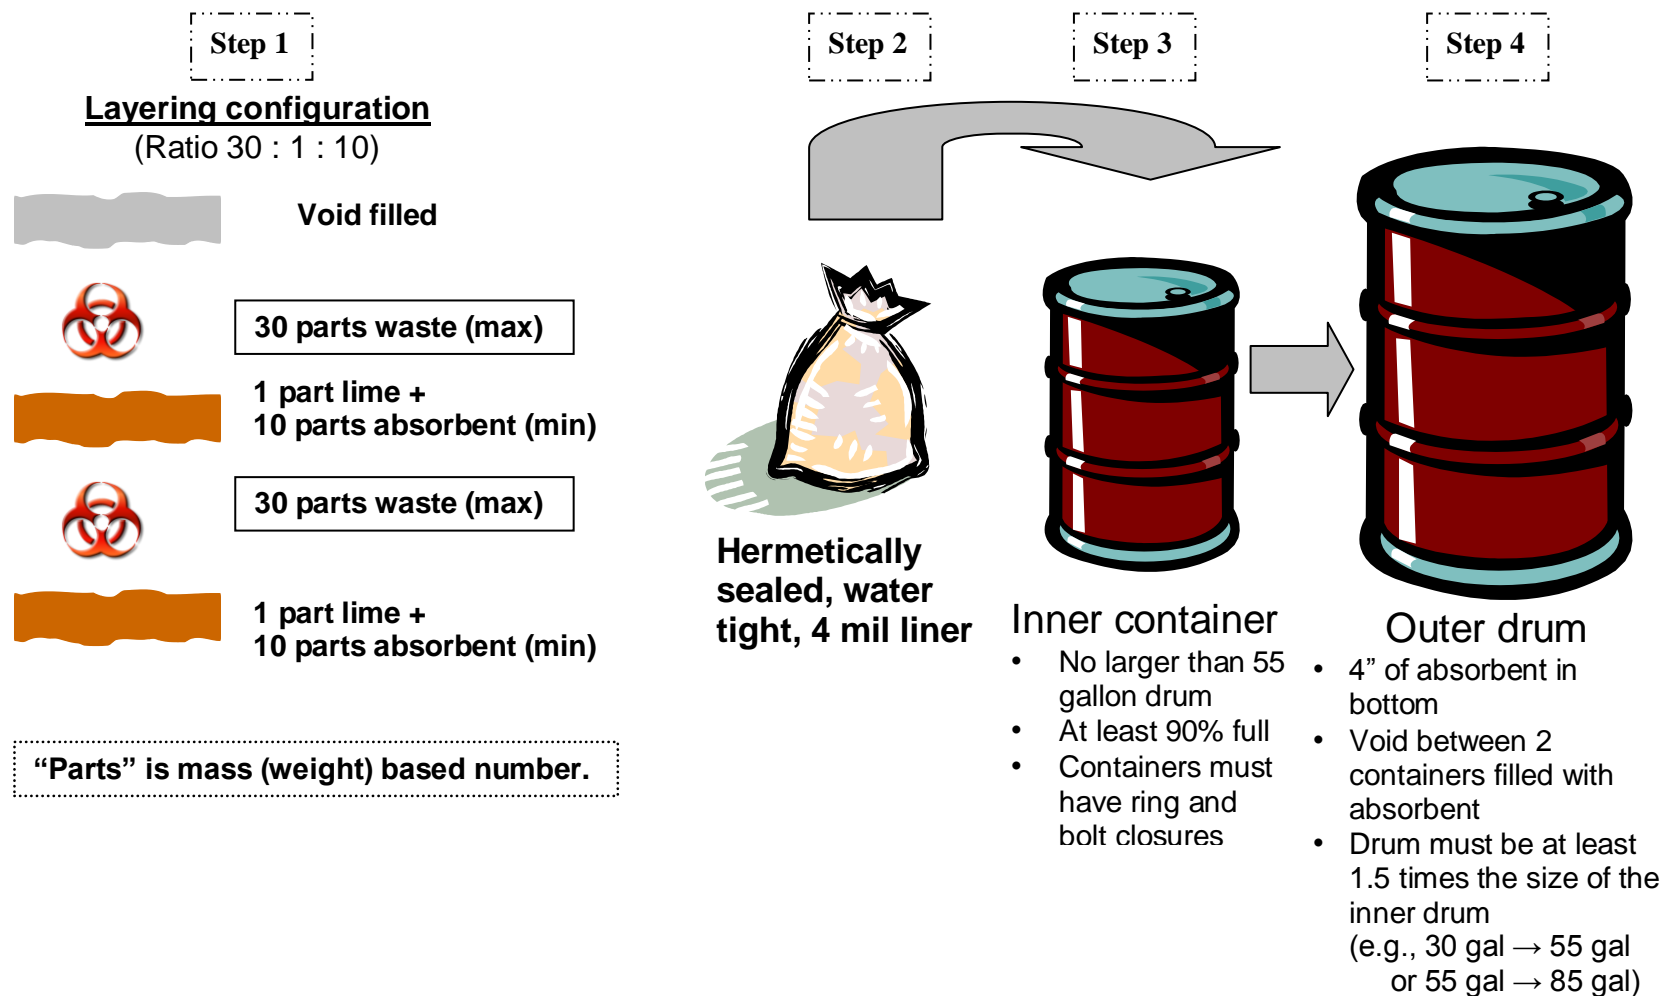 Step 1
Layering configuration
(Ratio 30 : 1 : 10)
Void filled
30 parts waste (max)
1 part lime +
10 parts absorbent (min)
30 parts waste (max)
1 part lime +
10 parts absorbent (min)
“Parts” is mass (weight) based number.
Step 2
Hermetically
sealed, water
tight, 4 mil liner
Step 3
Inner container
• No larger than 55
gallon drum
• At least 90% full
• Containers must
have ring and
bolt closures
Step 4
Outer drum
• 4” of absorbent in
bottom
• Void between 2
containers filled with
absorbent
• Drum must be at least
1.5 times the size of the
inner drum
(e.g., 30 gal → 55 gal
or 55 gal → 85 gal)